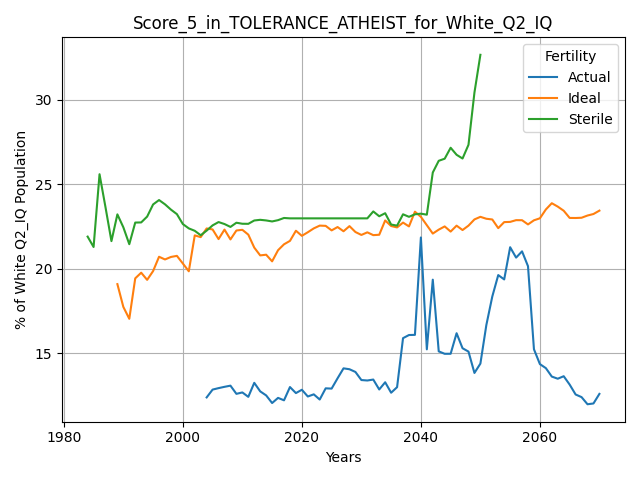 Score_5_in_TOLERANCE_ATHEIST_for_White_Q2_IQ
% of White Q2_IQ Population
30
25
20
15
1980
2000
2020
2040
2060
Years
Fertility
Actual
Ideal
Sterile